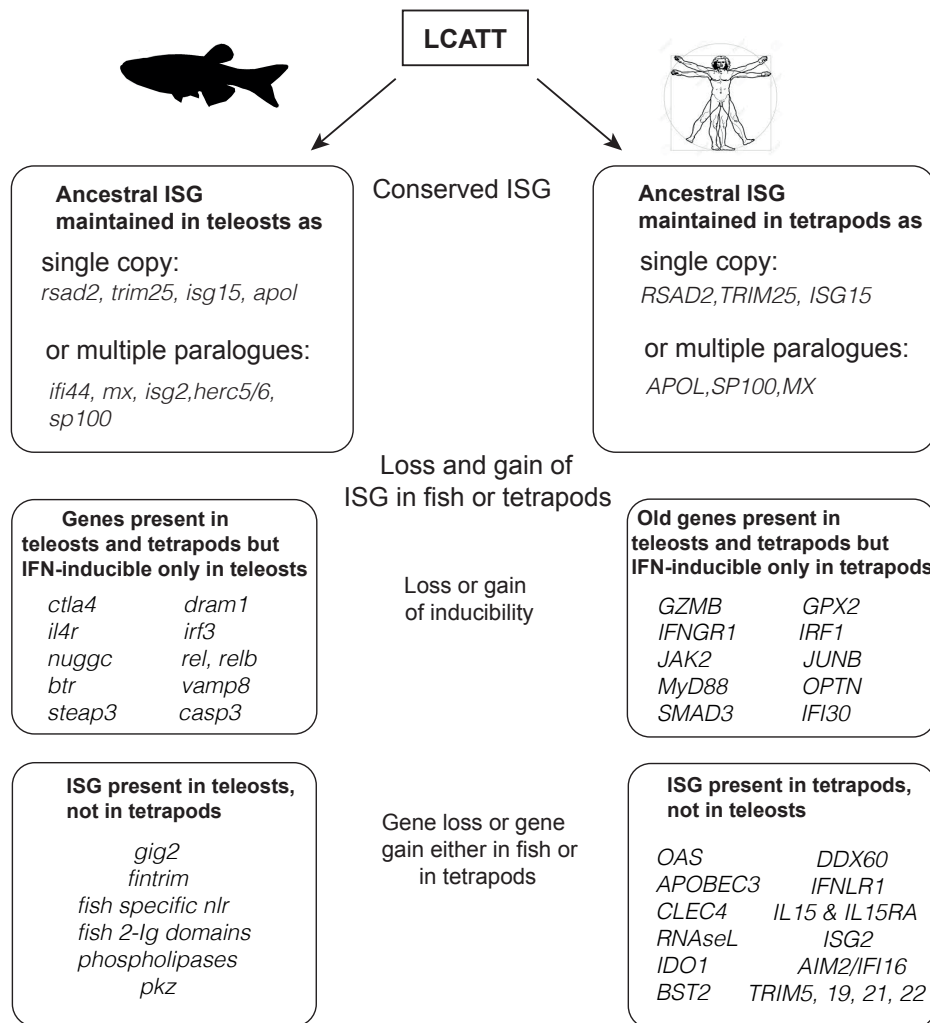 LCATT
Conserved ISG
Ancestral ISG
maintained in teleosts as
single copy:
rsad2, trim25, isg15, apol
or multiple paralogues:
ifi44, mx, isg2,herc5/6,
sp100
Ancestral ISG
maintained in tetrapods as
single copy:
RSAD2,TRIM25, ISG15
or multiple paralogues:
APOL,SP100,MX
Loss and gain of
ISG in fish or tetrapods
Genes present in
teleosts and tetrapods but
IFN-inducible only in teleosts
ctla4 dram1
il4r irf3
nuggc rel, relb
btr vamp8
steap3 casp3
Loss or gain
of inducibility
Old genes present in
teleosts and tetrapods but
IFN-inducible only in tetrapods
GZMB GPX2
IFNGR1 IRF1
JAK2 JUNB
MyD88 OPTN
SMAD3 IFI30
ISG present in teleosts,
not in tetrapods
gig2
fintrim
fish specific nlr
fish 2-Ig domains
phospholipases
pkz
Gene loss or gene
gain either in fish or
in tetrapods
ISG present in tetrapods,
not in teleosts
OAS DDX60
APOBEC3 IFNLR1
CLEC4 IL15 & IL15RA
RNAseL ISG2
IDO1 AIM2/IFI16
BST2 TRIM5, 19, 21, 22